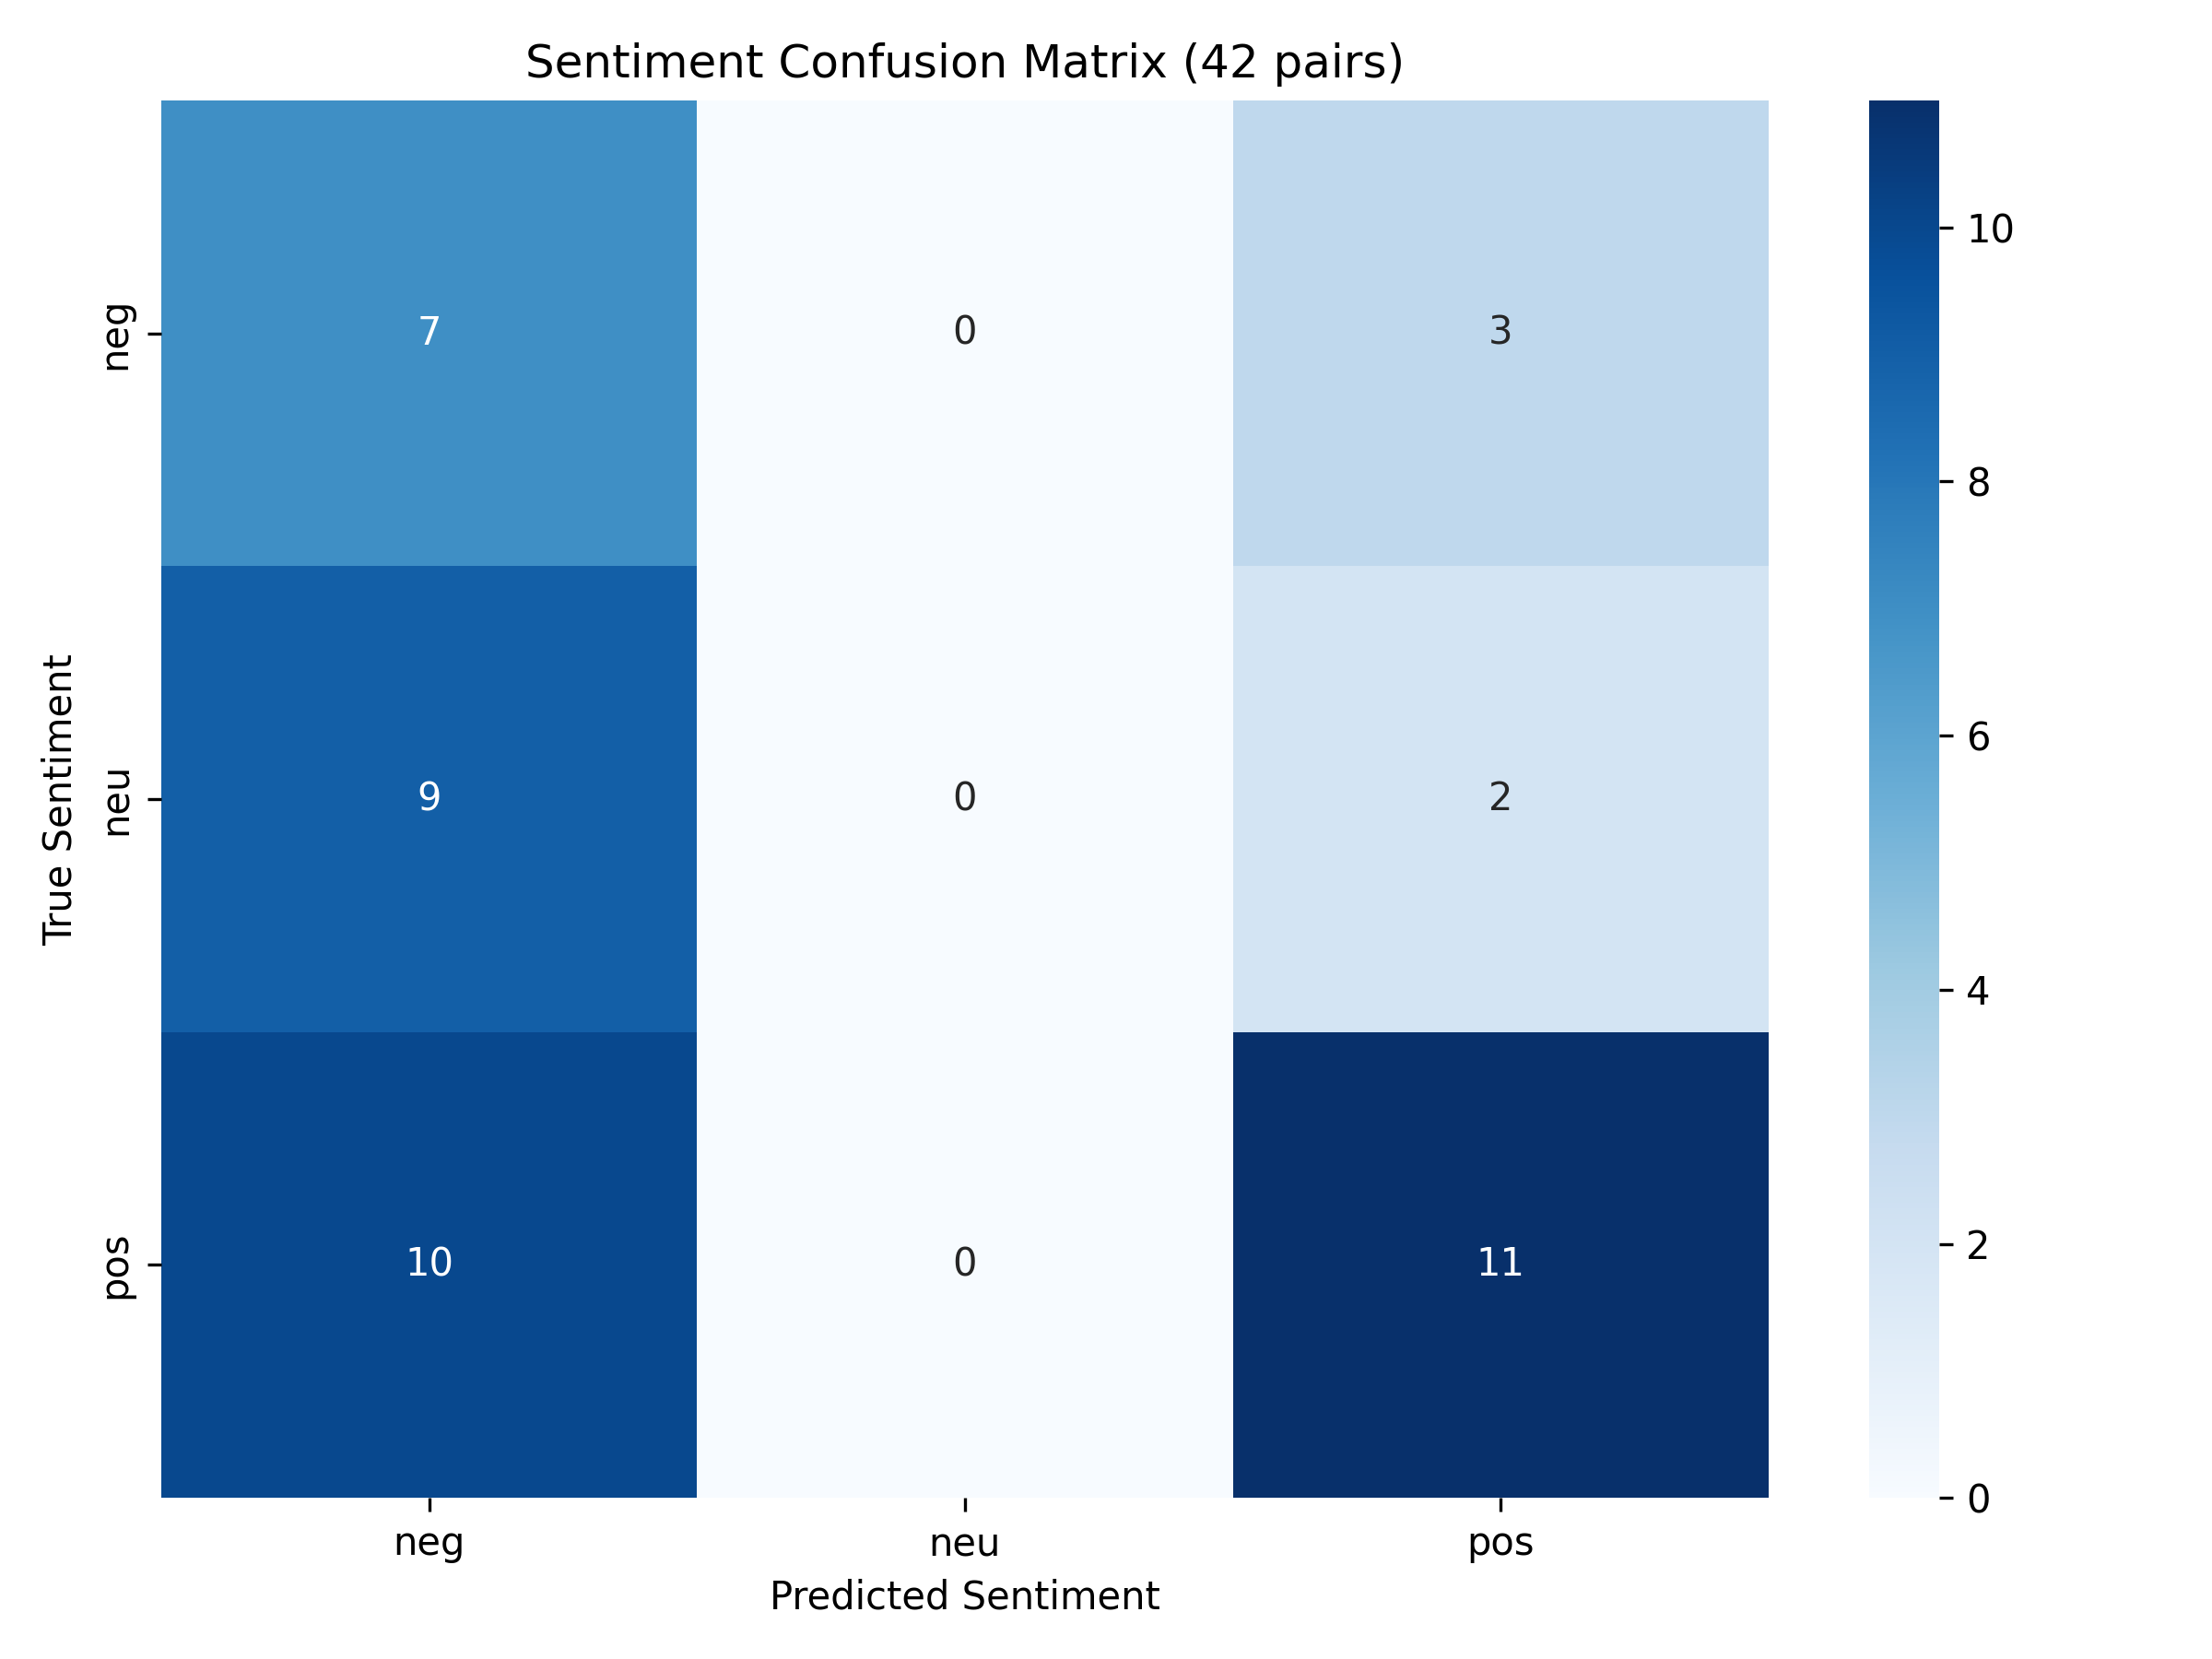 Sentiment Confusion Matrix (42 pairs)
True Sentiment
neg
7
0
3
neu
9
0
2
pos
10
0
11
neg
neu
pos
Predicted Sentiment
10
8
6
4
2
0